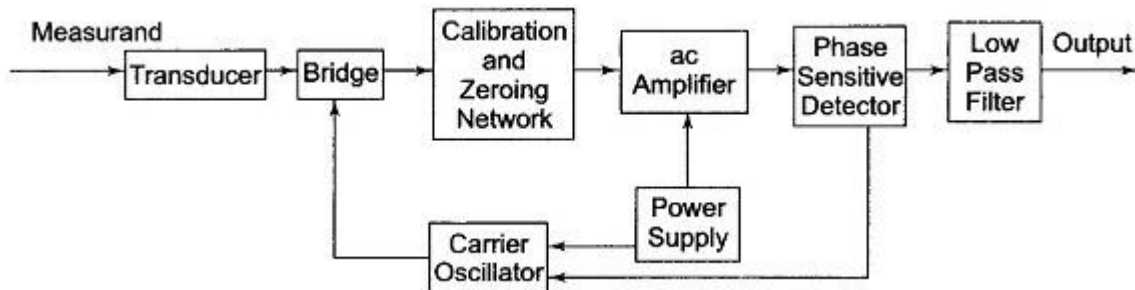 Measurand
Transducer
Bridge
Calibration
and
Zeroing
Network
ac
Amplifier
Phase
Sensitive
Detector
Low
Pass
Filter
Output
Power
Supply
Carrier
Oscillator